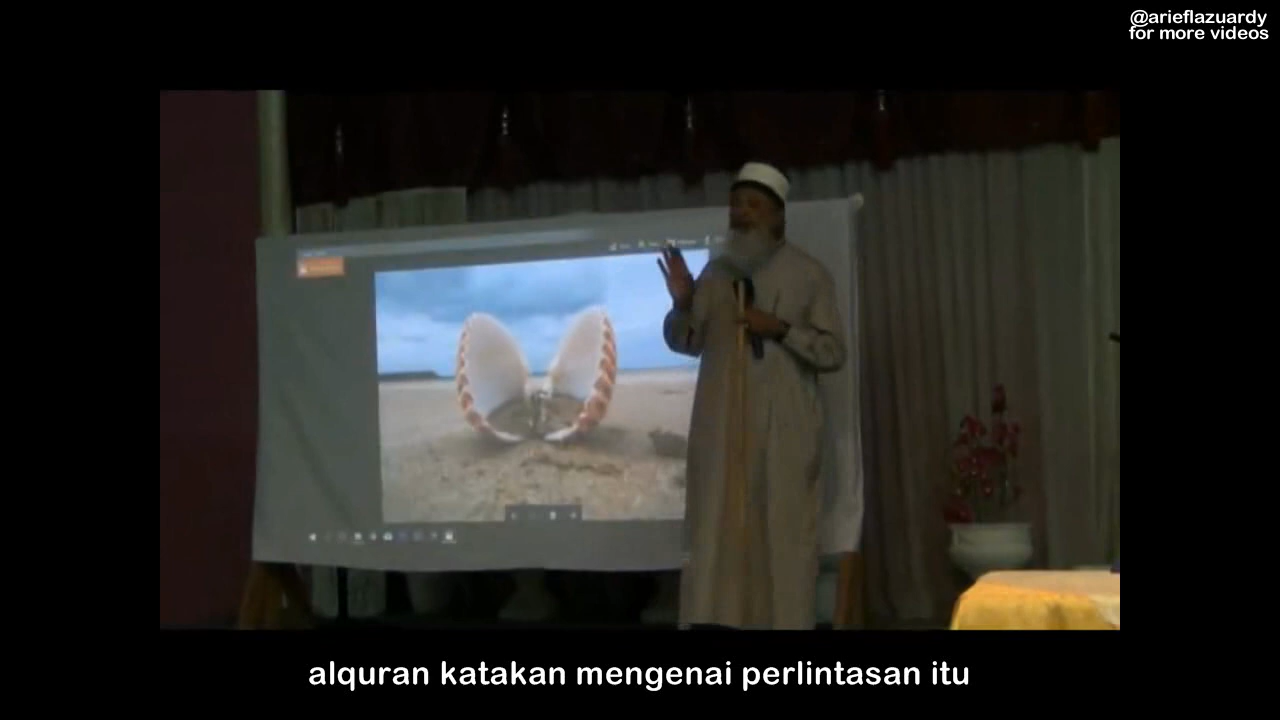 @arieflazuardy
for more videos
alquran katakan mengenai perlintasan itu